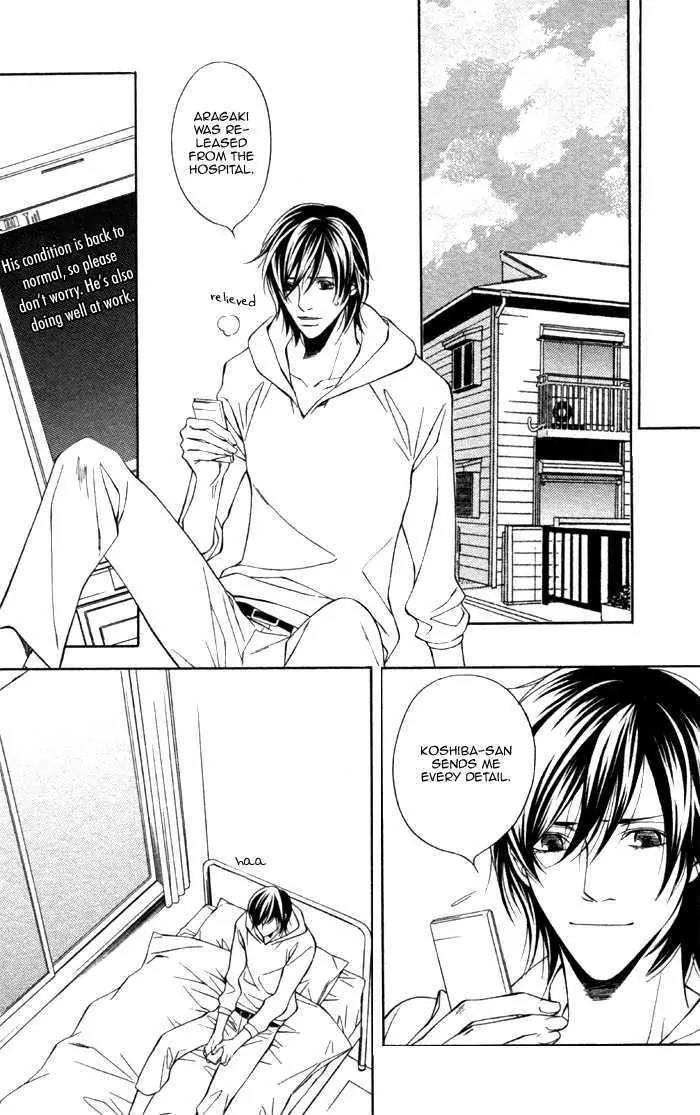 ARAGAKI
WAS RE-
LEASED
FROM THE
HOSPITAL.
His condition is back to
normal, so please
don't worry. He's also
doing well at work.
relieved
KOSHIBA-SAN
SENDS ME
EVERY DETAIL.
haa